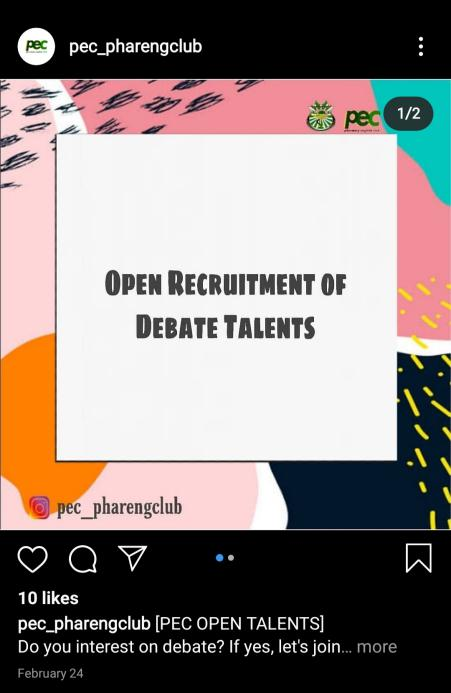 pec
pec_pharengclub
pec
1/2
Open Recruitment of
Debate Talents
pec_pharengclub
10 likes
pec_pharengclub [PEC OPEN TALENTS]
Do you interest on debate? If yes, let's join... more
February 24